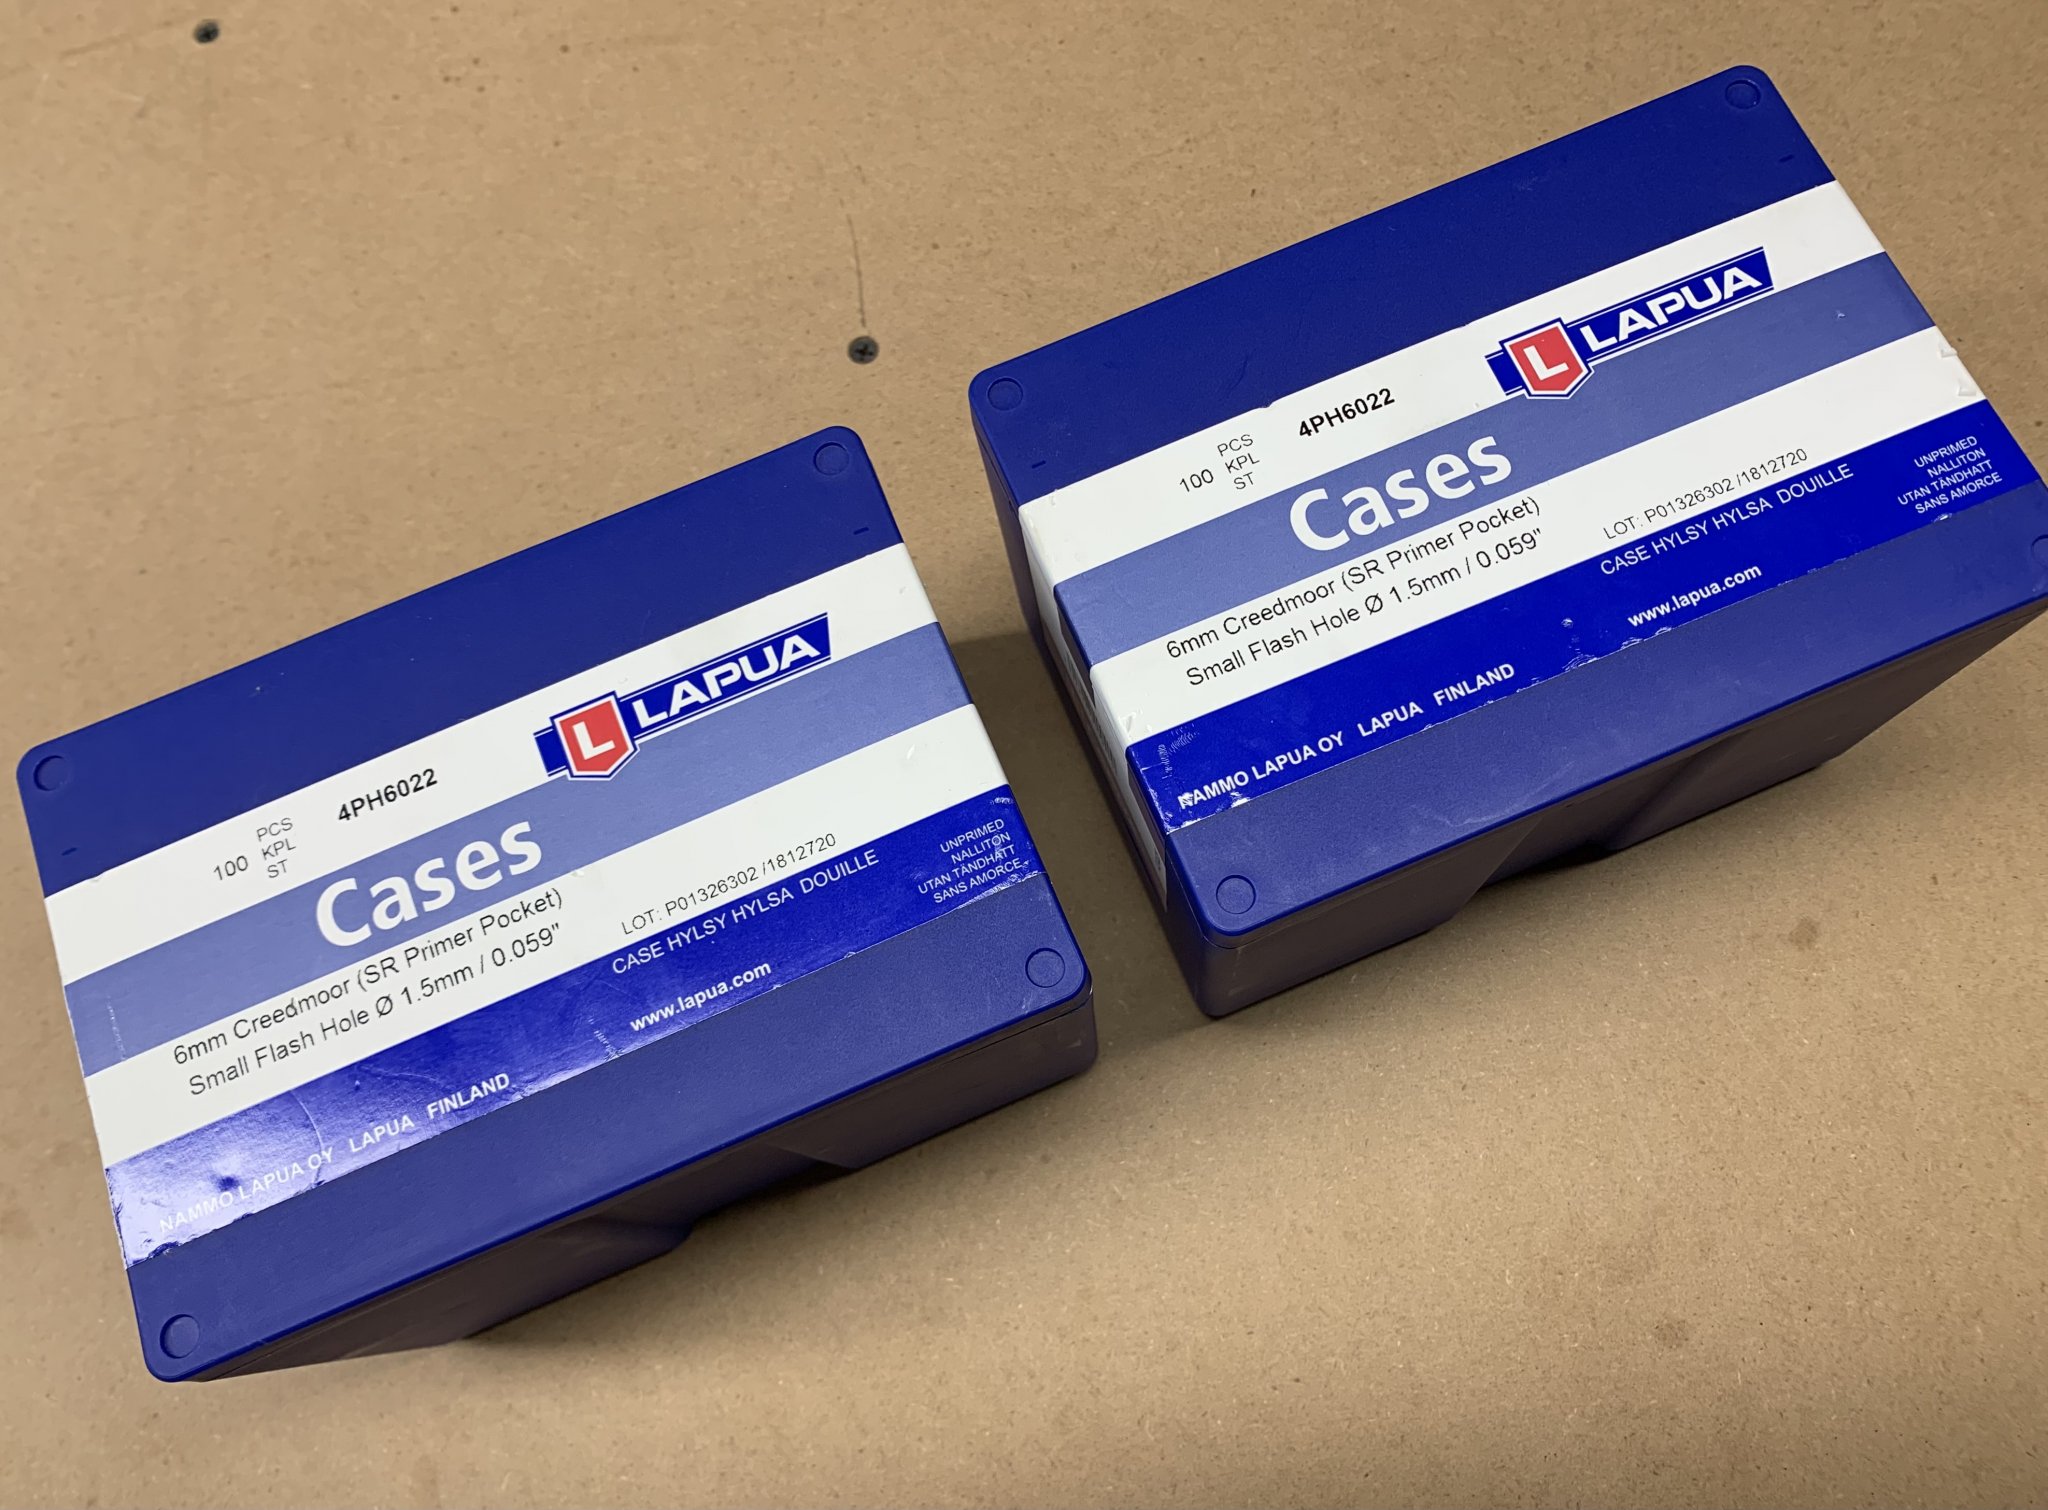 L LAPUA
100 PCS
KPL
ST
4PH6022
Cases
6mm Creedmoor (SR Primer Pocket)
Small Flash Hole Ø 1.5mm / 0.059"
LOT: P01326302 /1812720
CASE HYLSY HYLSA DOUILLE
UNPRIMED
NALLITON
UTAN TÄNDHATT
SANS AMORCE
www.lapua.com
NAMMO LAPUA OY LAPUA FINLAND
L LAPUA
100 PCS
KPL
ST
4PH6022
Cases
6mm Creedmoor (SR Primer Pocket)
Small Flash Hole Ø 1.5mm / 0.059"
LOT: P01326302 /1812720
CASE HYLSY HYLSA DOUILLE
UNPRIMED
NALLITON
UTAN TÄNDHATT
SANS AMORCE
www.lapua.com
NAMMO LAPUA OY LAPUA FINLAND